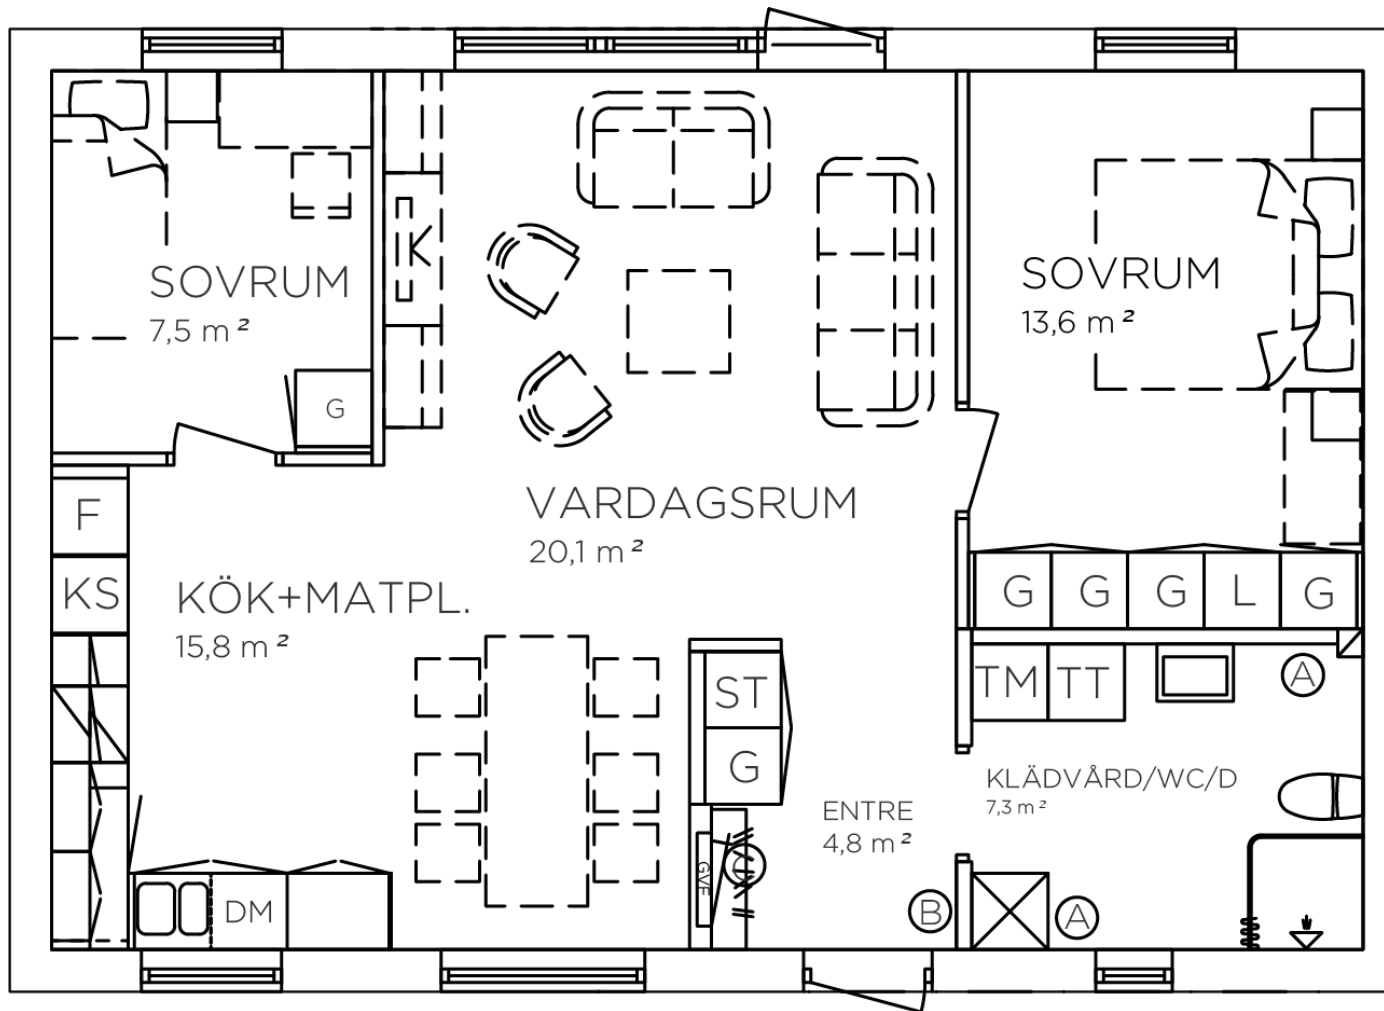 SOVRUM
7,5 m²
G
K
SOVRUM
13,6 m²
VARDAGSRUM
20,1 m²
F
KS
KÖK+MATPL.
15,8 m²
G
G
G
L
G
ST
G
TM
TT
A
KLÄDVÅRD/WC/D
7,3 m²
ENTRE
4,8 m²
GVF
DM
B
A